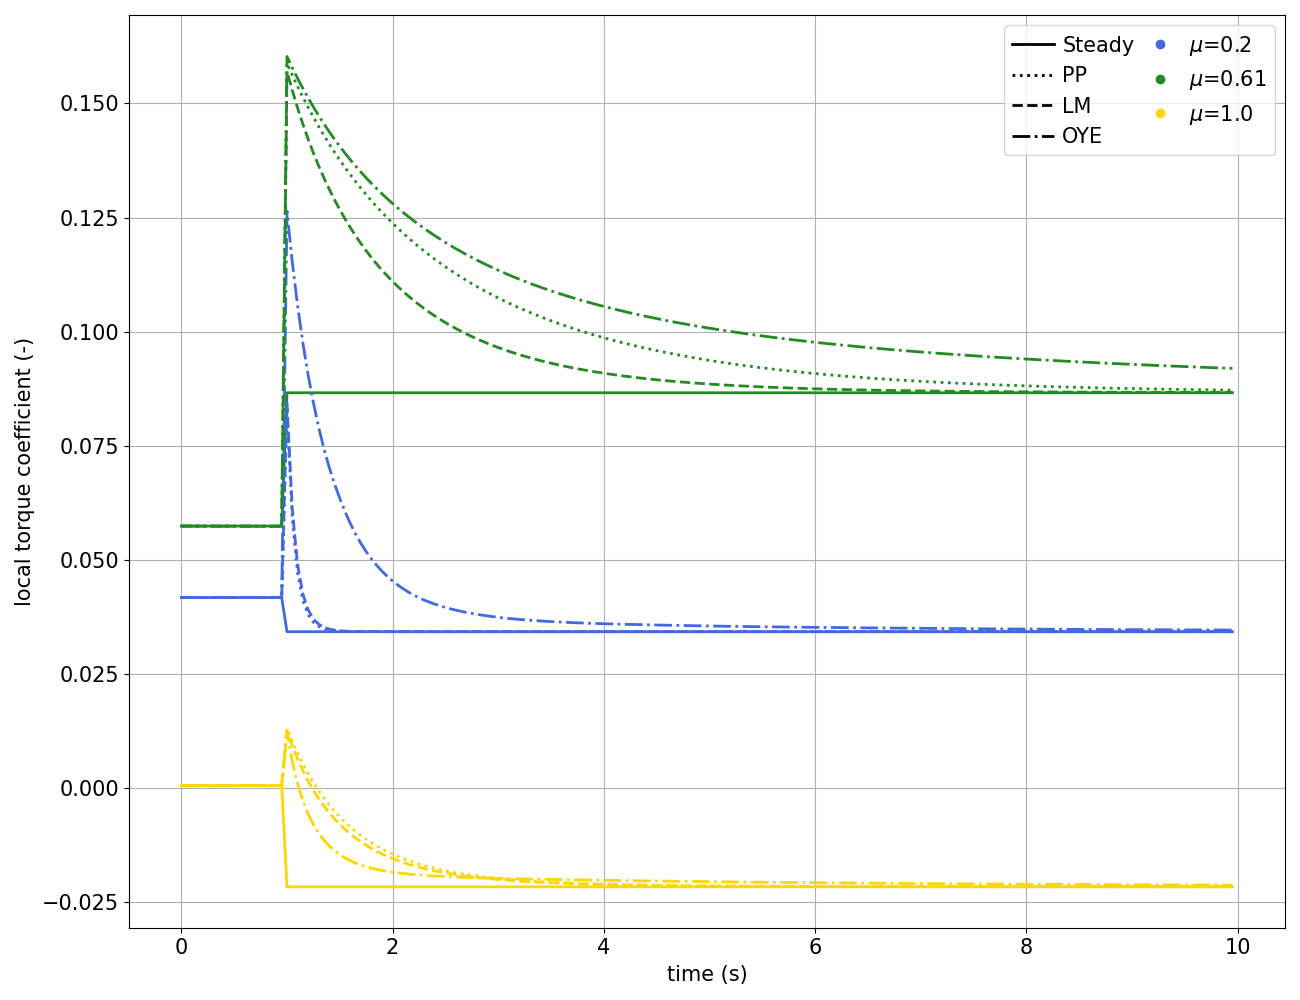 Steady
PP
LM
OYE
μ=0.2
μ=0.61
μ=1.0
local torque coefficient (-)
0.150
0.125
0.100
0.075
0.050
0.025
0.000
−0.025
0 2 4 6 8 10
time (s)